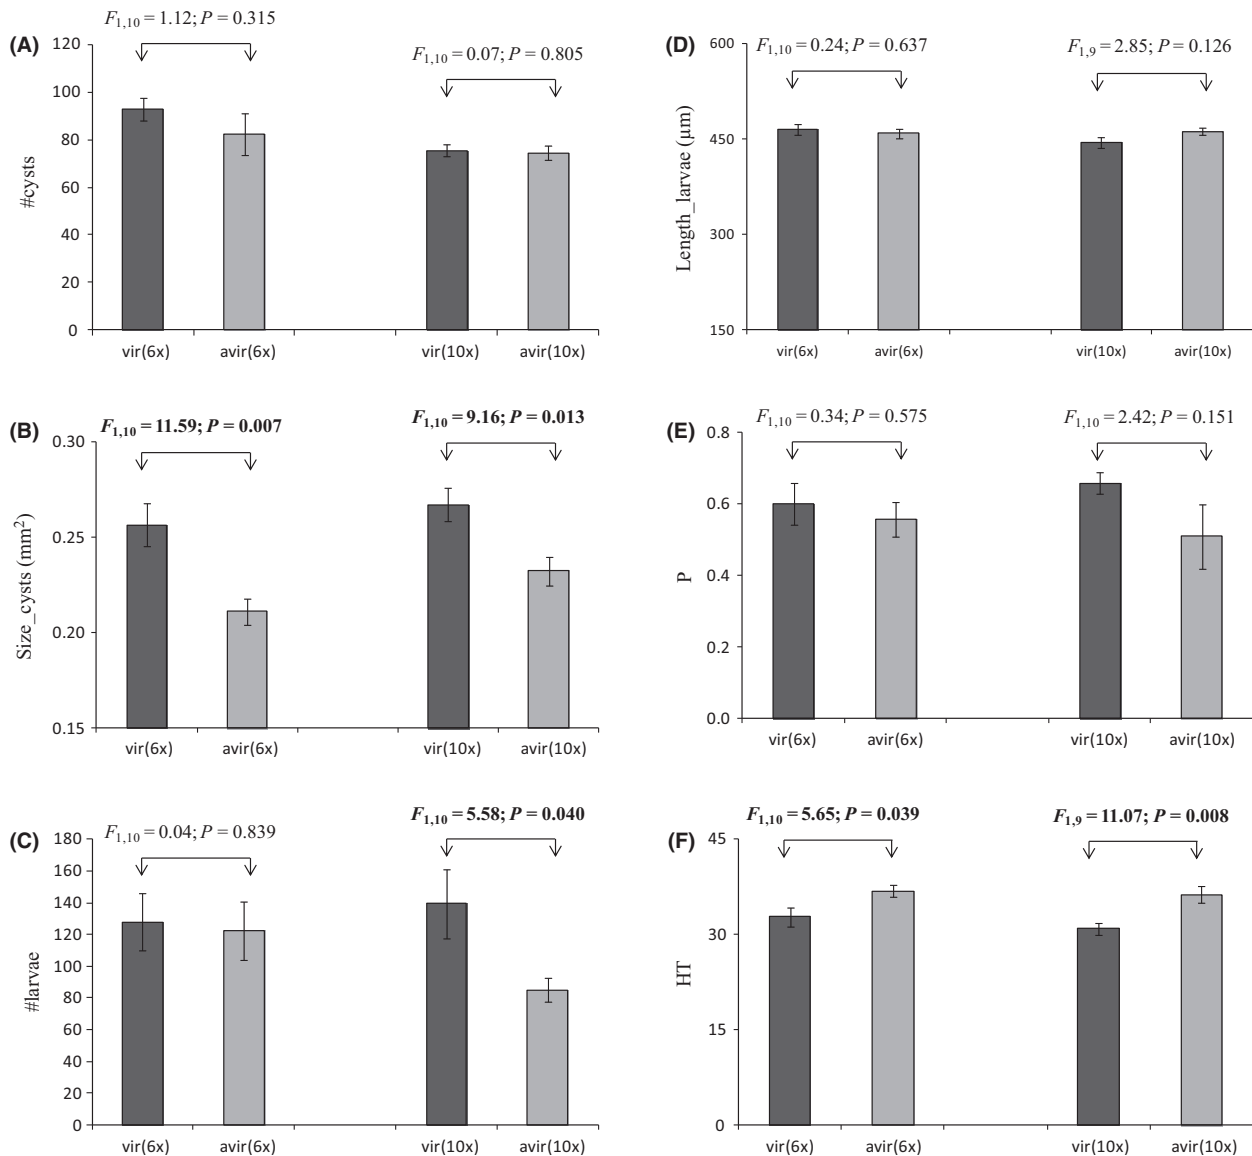 F1,10 = 1.12; P = 0.315
(A)
F1,10 = 0.07; P = 0.805
120
100
80
60
40
20
0
#cysts
vir(6x) avir(6x) vir(10x) avir(10x)
F1,10 = 11.59; P = 0.007
F1,10 = 9.16; P = 0.013
(B)
0.30
0.25
0.20
0.15
Size_cysts (mm2)
vir(6x) avir(6x) vir(10x) avir(10x)
F1,10 = 0.04; P = 0.839
F1,10 = 5.58; P = 0.040
(C)
180
160
140
120
100
80
60
40
20
0
#larvae
vir(6x) avir(6x) vir(10x) avir(10x)
F1,10 = 0.24; P = 0.637
F1,9 = 2.85; P = 0.126
(D)
600
450
300
150
Length_larvae (µm)
vir(6x) avir(6x) vir(10x) avir(10x)
F1,10 = 0.34; P = 0.575
F1,10 = 2.42; P = 0.151
(E)
0.8
0.6
0.4
0.2
0.0
P
vir(6x) avir(6x) vir(10x) avir(10x)
F1,10 = 5.65; P = 0.039
F1,9 = 11.07; P = 0.008
(F)
45
30
15
0
HT
vir(6x) avir(6x) vir(10x) avir(10x)